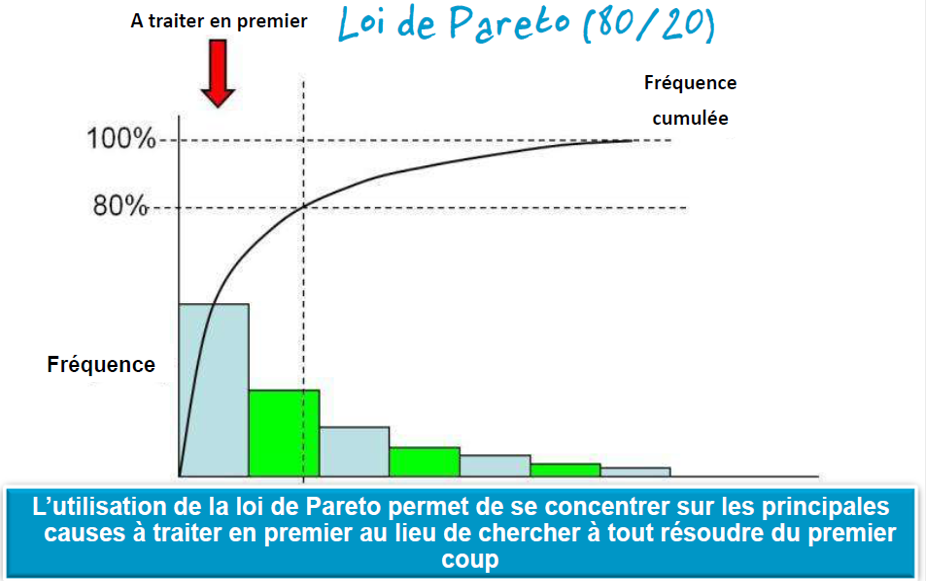 A traiter en premier
Loi de Pareto (80/20)
Fréquence
cumulée
100%
80%
Fréquence
L’utilisation de la loi de Pareto permet de se concentrer sur les principales
causes à traiter en premier au lieu de chercher à tout résoudre du premier
coup